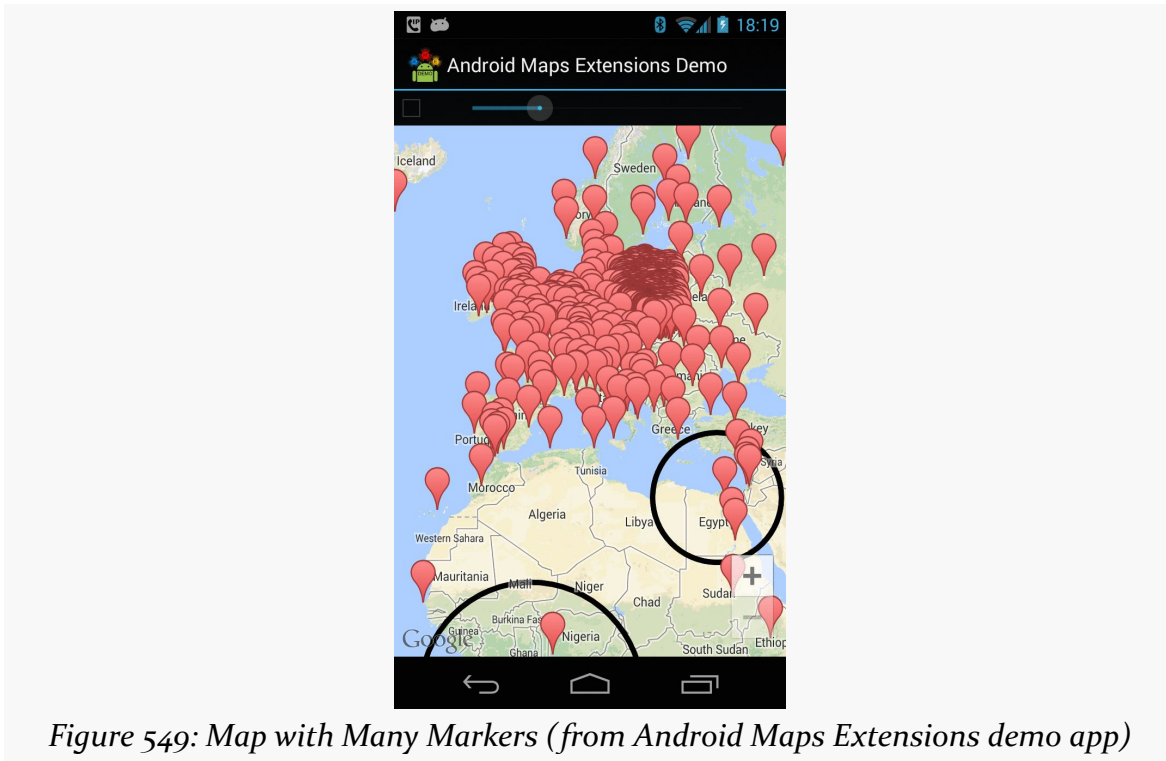 18:19
DEMO
Android Maps Extensions Demo
Iceland
Sweden
Greece
Syria
Tunisia
Morocco
Algeria
Libya
Egypt
Western Sahara
Mauritania
Mali
Niger
Chad
Sudan
Burkina Fas
Guinea
Nigeria
Google
Ghana
South Sudan
Ethiop
Figure 549: Map with Many Markers (from Android Maps Extensions demo app)